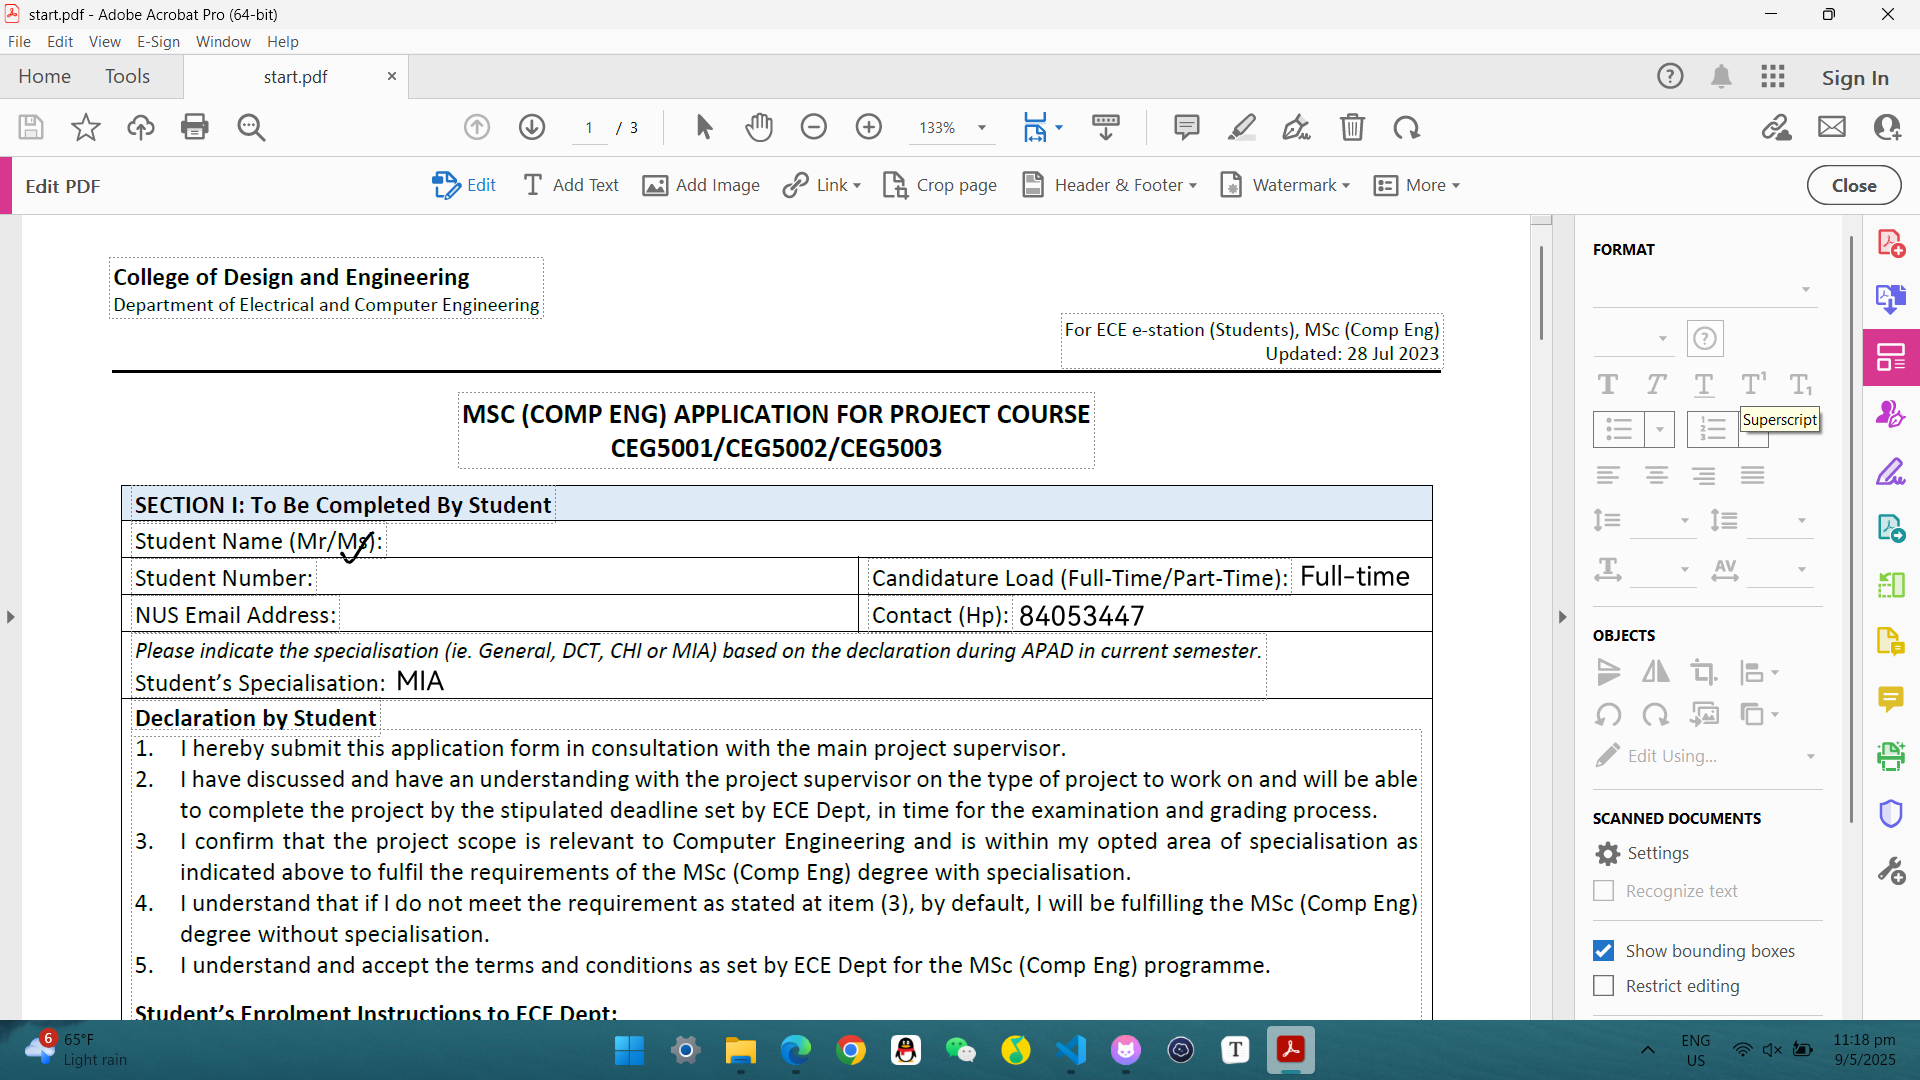 start.pdf - Adobe Acrobat Pro (64-bit)
File Edit View E-Sign Window Help
Home Tools start.pdf × Sign In
1 / 3 133%
Edit PDF Edit Add Text Add Image Link Crop page Header & Footer Watermark More Close
College of Design and Engineering
Department of Electrical and Computer Engineering
For ECE e-station (Students), MSc (Comp Eng)
Updated: 28 Jul 2023
MSC (COMP ENG) APPLICATION FOR PROJECT COURSE
CEG5001/CEG5002/CEG5003
SECTION I: To Be Completed By Student
Student Name (Mr/Ms):
Student Number:
Candidature Load (Full-Time/Part-Time): Full-time
NUS Email Address:
Contact (Hp): 84053447
Please indicate the specialisation (ie. General, DCT, CHI or MIA) based on the declaration during APAD in current semester.
Student's Specialisation: MIA
Declaration by Student
1. I hereby submit this application form in consultation with the main project supervisor.
2. I have discussed and have an understanding with the project supervisor on the type of project to work on and will be able
to complete the project by the stipulated deadline set by ECE Dept, in time for the examination and grading process.
3. I confirm that the project scope is relevant to Computer Engineering and is within my opted area of specialisation as
indicated above to fulfil the requirements of the MSc (Comp Eng) degree with specialisation.
4. I understand that if I do not meet the requirement as stated at item (3), by default, I will be fulfilling the MSc (Comp Eng)
degree without specialisation.
5. I understand and accept the terms and conditions as set by ECE Dept for the MSc (Comp Eng) programme.
Student's Enrolment Instructions to ECE Dept:
FORMAT
Superscript
OBJECTS
Edit Using...
SCANNED DOCUMENTS
Settings
Recognize text
Show bounding boxes
Restrict editing
6
65°F
Light rain
ENG
US
11:18 pm
9/5/2025